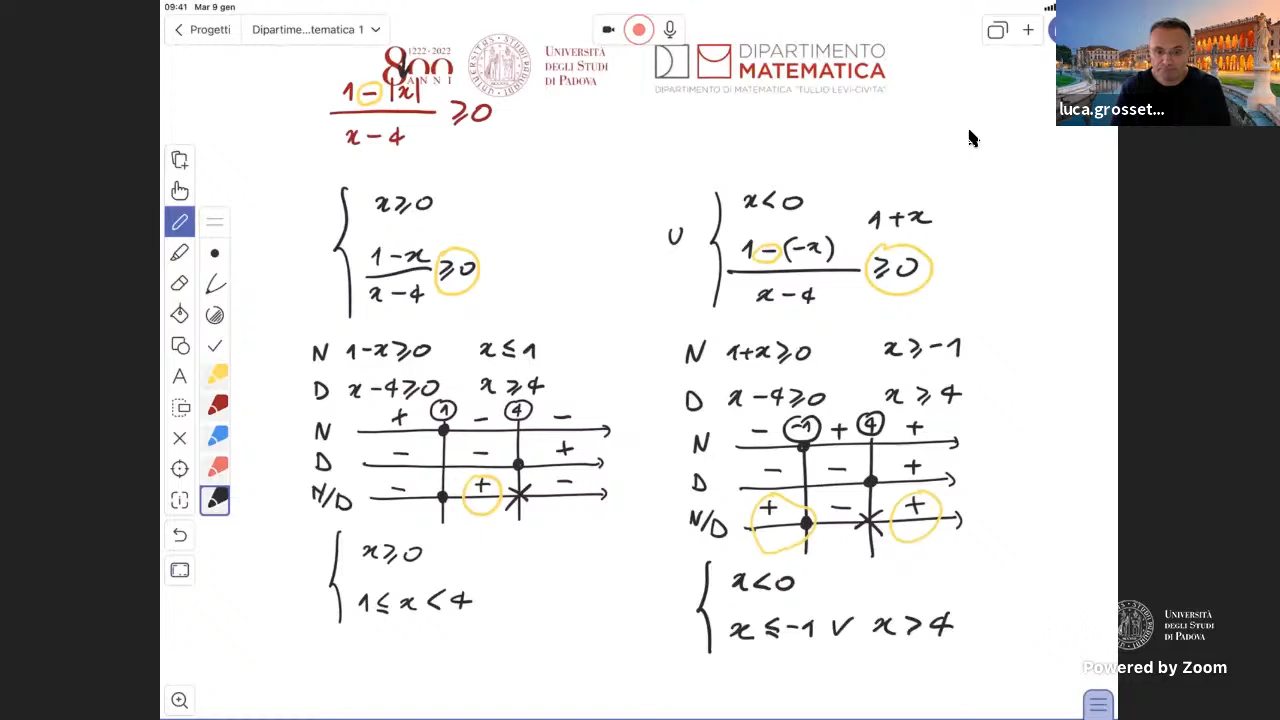 09:41 Mar 9 gen
Progetti
Dipartime...tematica 1
800
1222-2022
ANNI
UNIVERSITÀ
DEGLI STUDI
DI PADOVA
DIPARTIMENTO
MATEMATICA
DIPARTIMENTO DI MATEMATICA "TULLIO LEVI-CIVITA"
luca.grosset...
1 - |x|
x - 4
≥ 0
x ≥ 0
1 - x
x - 4
≥ 0
∪
x < 0
1 + x
1 - (-x)
x - 4
≥ 0
N 1 - x ≥ 0 x ≤ 1
D x - 4 ≥ 0 x ≥ 4
+ 1 - 4 -
N
- - +
D
- + -
N/D
x ≥ 0
1 ≤ x < 4
N 1 + x ≥ 0 x ≥ -1
D x - 4 ≥ 0 x ≥ 4
- -1 + 4 +
N
- - +
D
+ - +
N/D
x < 0
x ≤ -1 ∨ x > 4
A
UNIVERSITÀ
DEGLI STUDI
DI PADOVA
Powered by Zoom